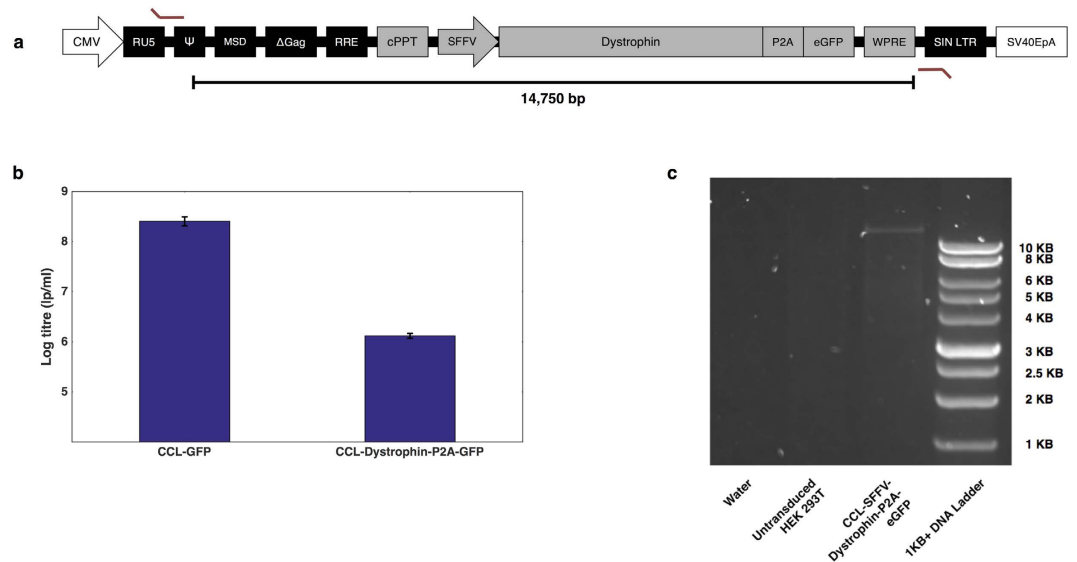 a
CMV RU5 Ψ MSD ΔGag RRE cPPT SFFV Dystrophin P2A eGFP WPRE SIN LTR SV40EpA
14,750 bp
b
9
8
7
6
5
Log titre (lp/ml)
CCL-GFP
CCL-Dystrophin-P2A-GFP
c
10 KB
8 KB
6 KB
5 KB
4 KB
3 KB
2.5 KB
2 KB
1 KB
Water
Untransduced
HEK 293T
CCL-SFFV-
Dystrophin-P2A-
eGFP
1KB+ DNA Ladder